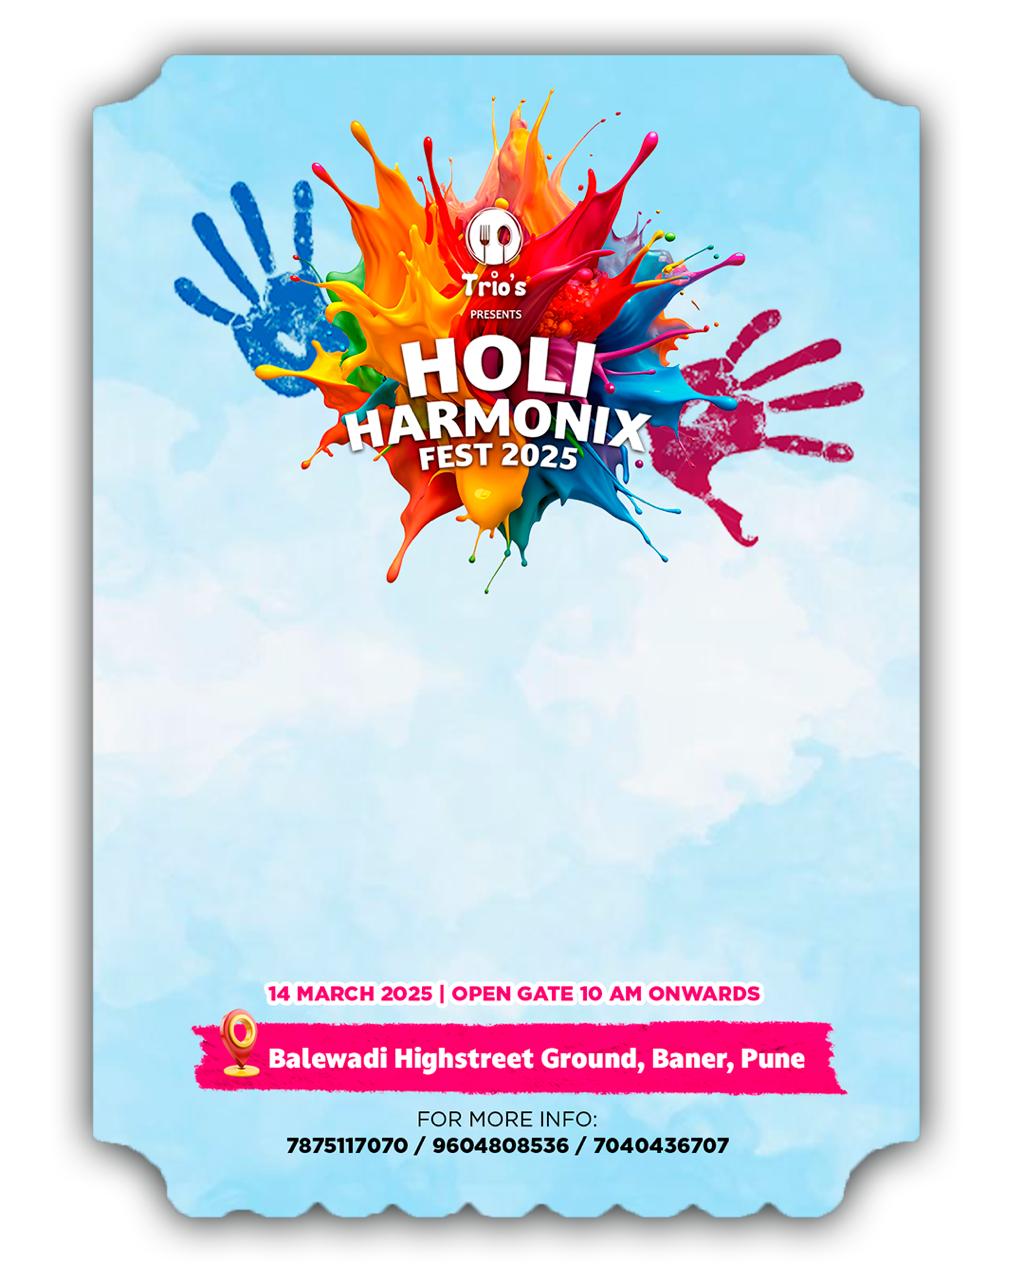 Trio's
PRESENTS
HOLI
HARMONIX
FEST 2025
14 MARCH 2025 | OPEN GATE 10 AM ONWARDS
Balewadi Highstreet Ground, Baner, Pune
FOR MORE INFO:
7875117070 / 9604808536 / 7040436707